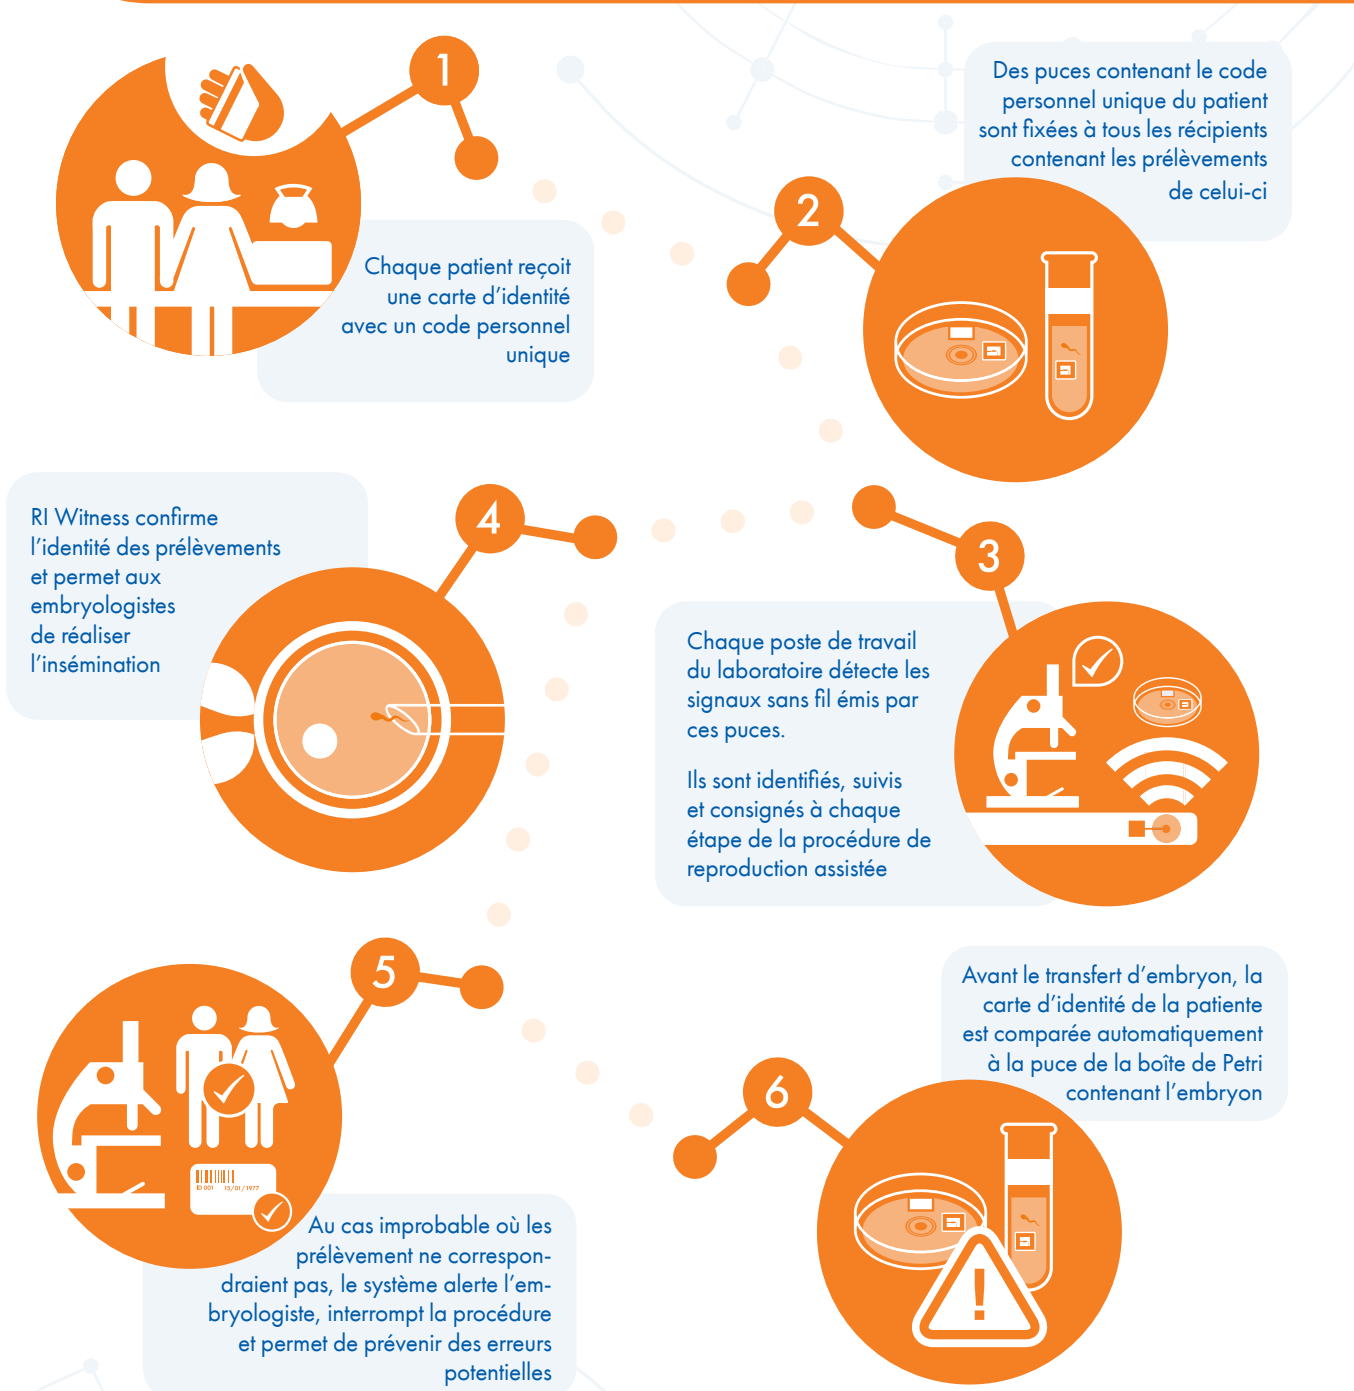 1
Chaque patient reçoit
une carte d’identité
avec un code personnel
unique
2
Des puces contenant le code
personnel unique du patient
sont fixées à tous les récipients
contenant les prélèvements
de celui-ci
3
Chaque poste de travail
du laboratoire détecte les
signaux sans fil émis par
ces puces.
Ils sont identifiés, suivis
et consignés à chaque
étape de la procédure de
reproduction assistée
4
RI Witness confirme
l’identité des prélèvements
et permet aux
embryologistes
de réaliser
l’insémination
5
ID 001 15/01/1977
Au cas improbable où les
prélèvement ne correspon-
draient pas, le système alerte l’em-
bryologiste, interrompt la procédure
et permet de prévenir des erreurs
potentielles
6
Avant le transfert d’embryon, la
carte d’identité de la patiente
est comparée automatiquement
à la puce de la boîte de Petri
contenant l’embryon
!